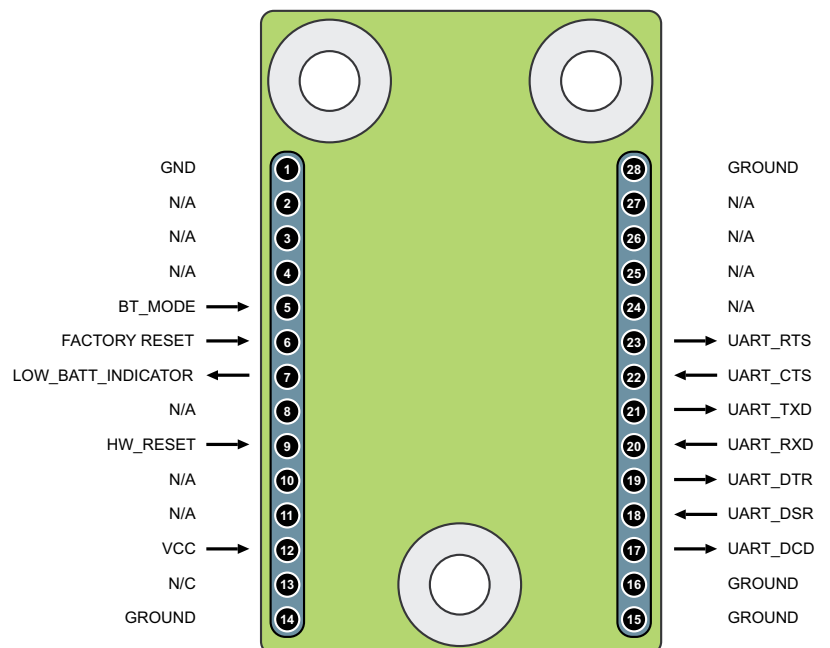 GND 1 28 GROUND
N/A 2 27 N/A
N/A 3 26 N/A
N/A 4 25 N/A
BT_MODE 5 24 N/A
FACTORY RESET 6 23 UART_RTS
LOW_BATT_INDICATOR 7 22 UART_CTS
N/A 8 21 UART_TXD
HW_RESET 9 20 UART_RXD
N/A 10 19 UART_DTR
N/A 11 18 UART_DSR
VCC 12 17 UART_DCD
N/C 13 16 GROUND
GROUND 14 15 GROUND